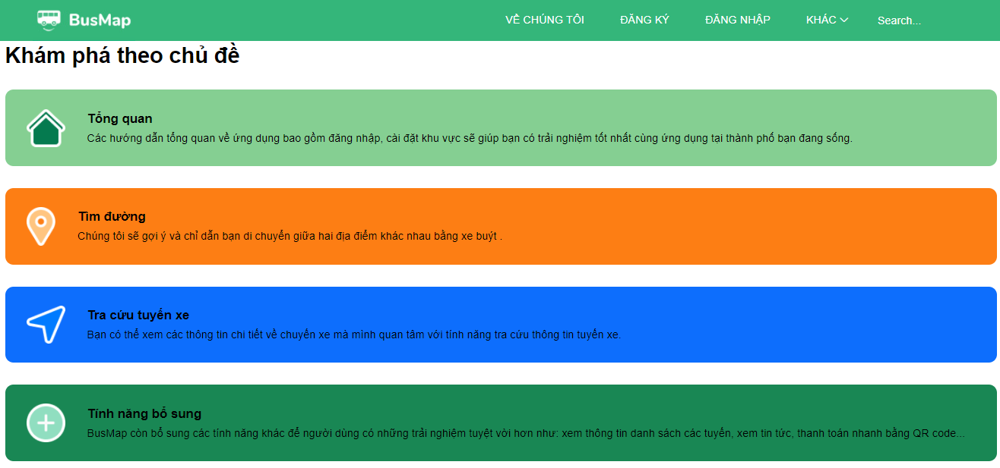 BusMap
VỀ CHÚNG TÔI
ĐĂNG KÝ
ĐĂNG NHẬP
KHÁC
Search...
Khám phá theo chủ đề
Tổng quan
Các hướng dẫn tổng quan về ứng dụng bao gồm đăng nhập, cài đặt khu vực sẽ giúp bạn có trải nghiệm tốt nhất cùng ứng dụng tại thành phố bạn đang sống.
Tìm đường
Chúng tôi sẽ gợi ý và chỉ dẫn bạn di chuyển giữa hai địa điểm khác nhau bằng xe buýt .
Tra cứu tuyến xe
Bạn có thể xem các thông tin chi tiết về chuyến xe mà mình quan tâm với tính năng tra cứu thông tin tuyến xe.
Tính năng bổ sung
BusMap còn bổ sung các tính năng khác để người dùng có những trải nghiệm tuyệt vời hơn như: xem thông tin danh sách các tuyến, xem tin tức, thanh toán nhanh bằng QR code...